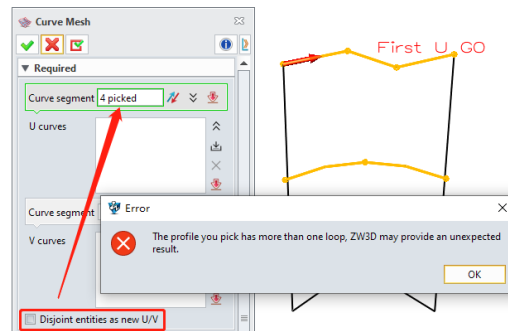 Curve Mesh
Required
Curve segment 4 picked
U curves
Curve segment
V curves
Disjoint entities as new U/V
First U GO
Error
The profile you pick has more than one loop, ZW3D may provide an unexpected
result.
OK